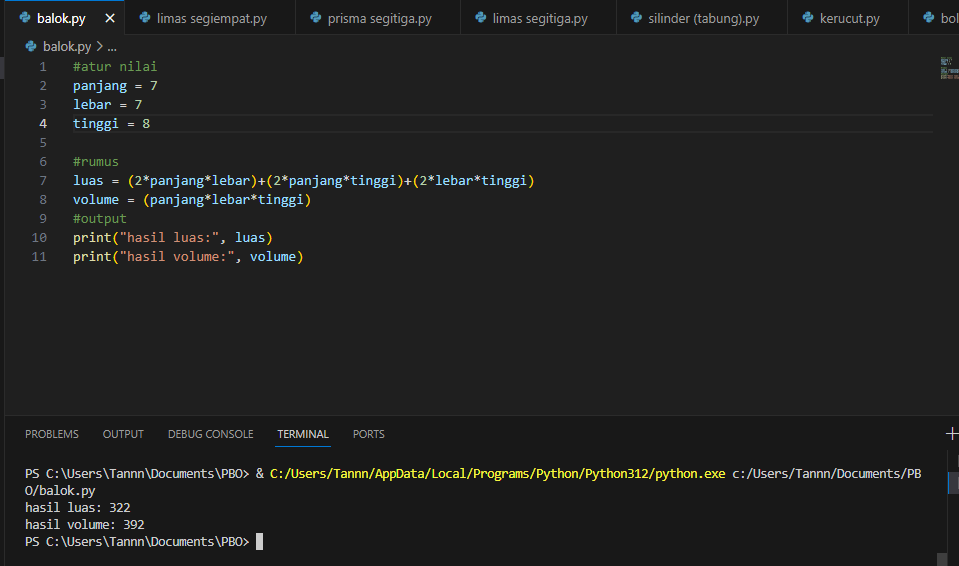 balok.py × limas segiempat.py prisma segitiga.py limas segitiga.py silinder (tabung).py kerucut.py bol
balok.py > ...
1 #atur nilai
2 panjang = 7
3 lebar = 7
4 tinggi = 8
5
6 #rumus
7 luas = (2*panjang*lebar)+(2*panjang*tinggi)+(2*lebar*tinggi)
8 volume = (panjang*lebar*tinggi)
9 #output
10 print("hasil luas:", luas)
11 print("hasil volume:", volume)
PROBLEMS OUTPUT DEBUG CONSOLE TERMINAL PORTS
PS C:\Users\Tannn\Documents\PBO> & C:/Users/Tannn/AppData/Local/Programs/Python/Python312/python.exe c:/Users/Tannn/Documents/PB
O/balok.py
hasil luas: 322
hasil volume: 392
PS C:\Users\Tannn\Documents\PBO>